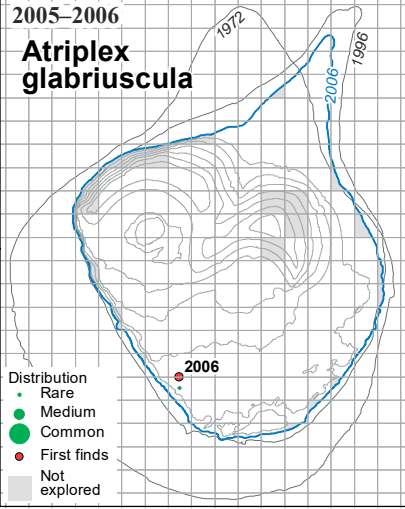 2005–2006
Atriplex
glabriuscula
1972
1996
2006
2006
Distribution
Rare
Medium
Common
First finds
Not
explored